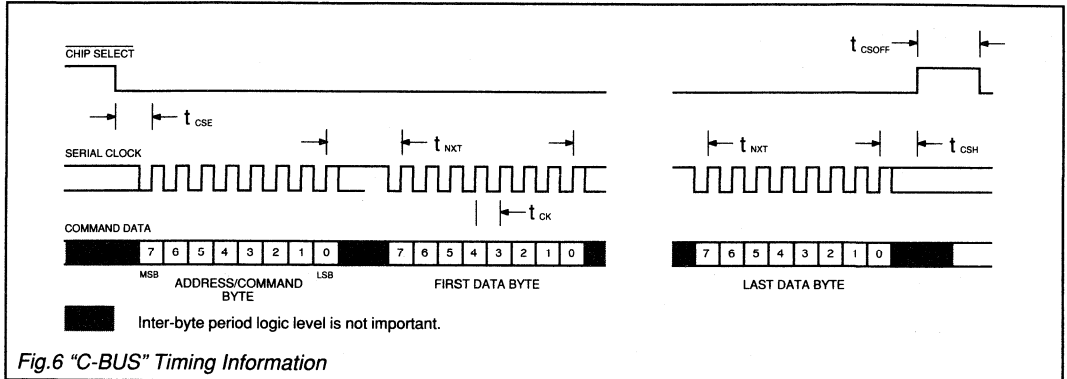 CHIP SELECT
t CSOFF
t CSE
SERIAL CLOCK
t NXT
t NXT
t CSH
t CK
COMMAND DATA
7 6 5 4 3 2 1 0
7 6 5 4 3 2 1 0
7 6 5 4 3 2 1 0
MSB
LSB
ADDRESS/COMMAND
BYTE
FIRST DATA BYTE
LAST DATA BYTE
Inter-byte period logic level is not important.
Fig.6 "C-BUS" Timing Information